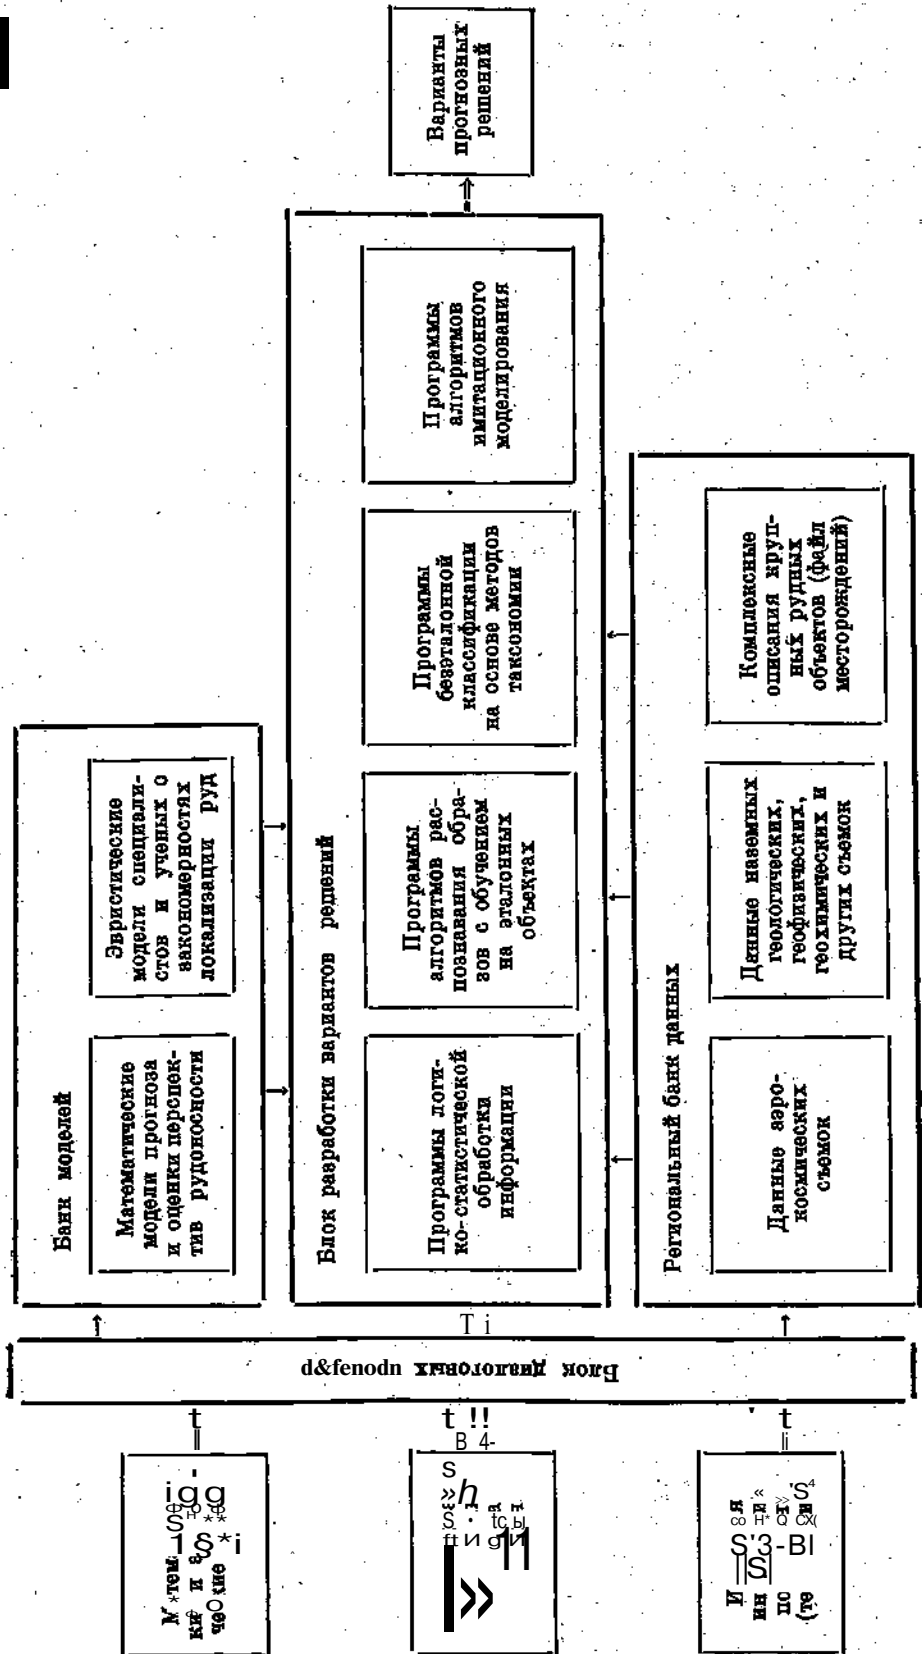 Варианты
прогнозных
решений
Банк моделей
Математические
модели прогноза
и оценки перспек-
тив рудоносности
Эвристические
модели специали-
стов и ученых о
закономерностях
локализации руд
Блок разработки вариантов решений
Программы логи-
ко-статистической
обработки
информации
Программы
алгоритмов рас-
познавания обра-
зов с обучением
на эталонных
объектах
Программы
безэталонной
классификации
на основе методов
таксономии
Программы
алгоритмов
имитационного
моделирования
Региональный банк данных
Данные аэро-
космических
съемок
Данные наземных
геологических,
геофизических,
геохимических и
других съемок
Комплексные
описания круп-
ных рудных
объектов (файл
месторождений)
Блок диалоговых